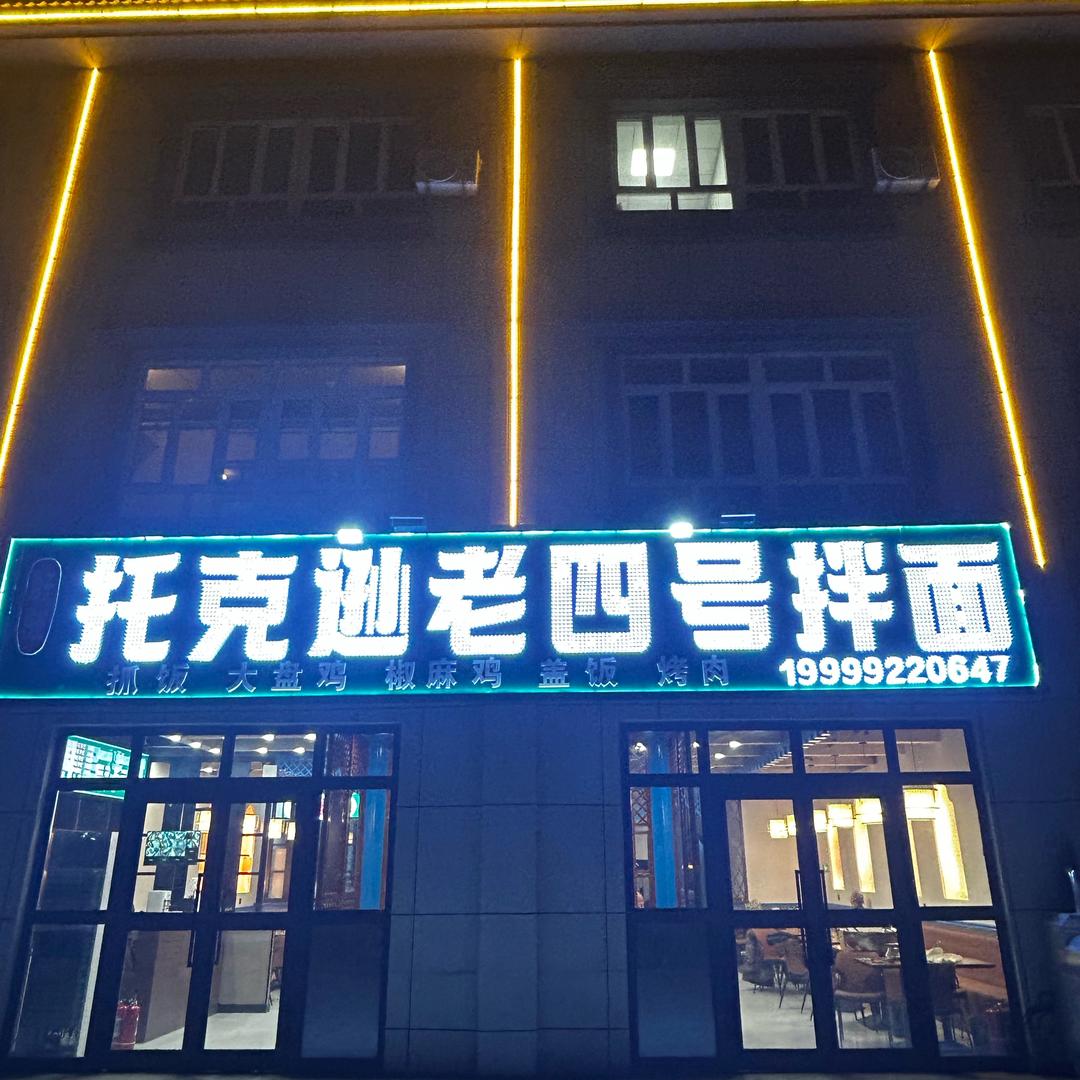 托克逊老四号拌面
抓饭 大盘鸡 椒麻鸡 盖饭 烤肉
19999220647